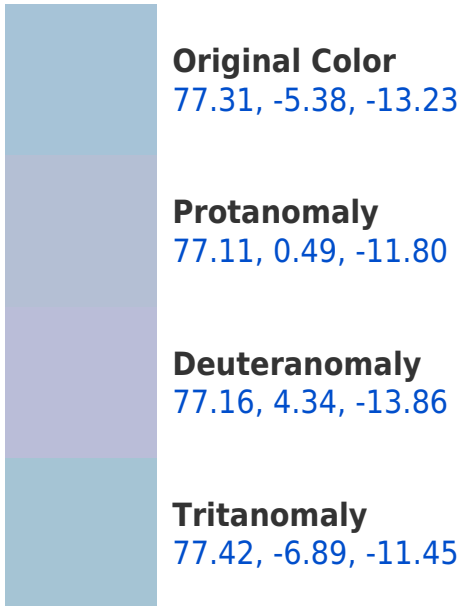 Original Color
77.31, -5.38, -13.23
Protanomaly
77.11, 0.49, -11.80
Deuteranomaly
77.16, 4.34, -13.86
Tritanomaly
77.42, -6.89, -11.45